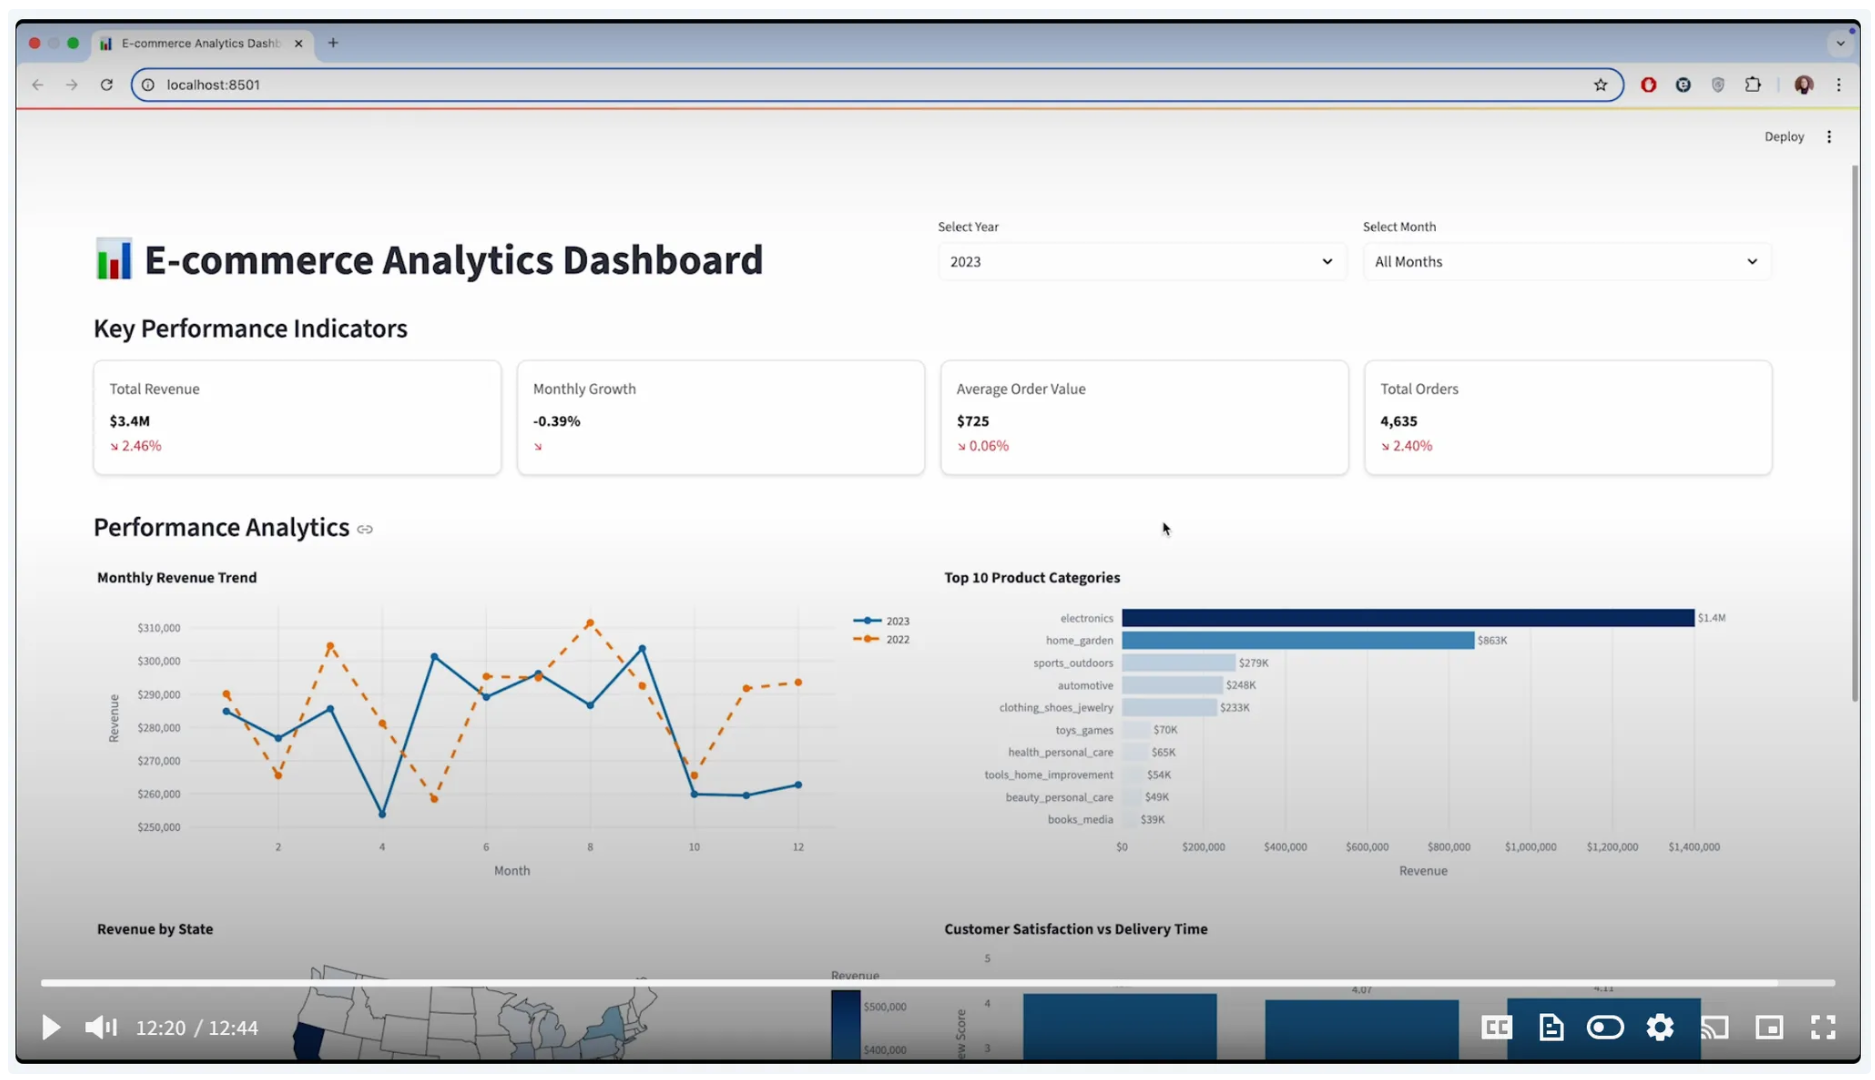 E-commerce Analytics Dashb
localhost:8501
Deploy
E-commerce Analytics Dashboard
Select Year
2023
Select Month
All Months
Key Performance Indicators
Total Revenue
$3.4M
↘ 2.46%
Monthly Growth
-0.39%
↘
Average Order Value
$725
↘ 0.06%
Total Orders
4,635
↘ 2.40%
Performance Analytics
Monthly Revenue Trend
$310,000
$300,000
$290,000
$280,000
$270,000
$260,000
$250,000
Revenue
2 4 6 8 10 12
Month
2023
2022
Top 10 Product Categories
electronics $1.4M
home_garden $863K
sports_outdoors $279K
automotive $248K
clothing_shoes_jewelry $233K
toys_games $70K
health_personal_care $65K
tools_home_improvement $54K
beauty_personal_care $49K
books_media $39K
$0 $200,000 $400,000 $600,000 $800,000 $1,000,000 $1,200,000 $1,400,000
Revenue
Revenue by State
Revenue
$500,000
$400,000
Customer Satisfaction vs Delivery Time
5
4
3
ew Score
4.07
4.11
12:20 / 12:44
CC